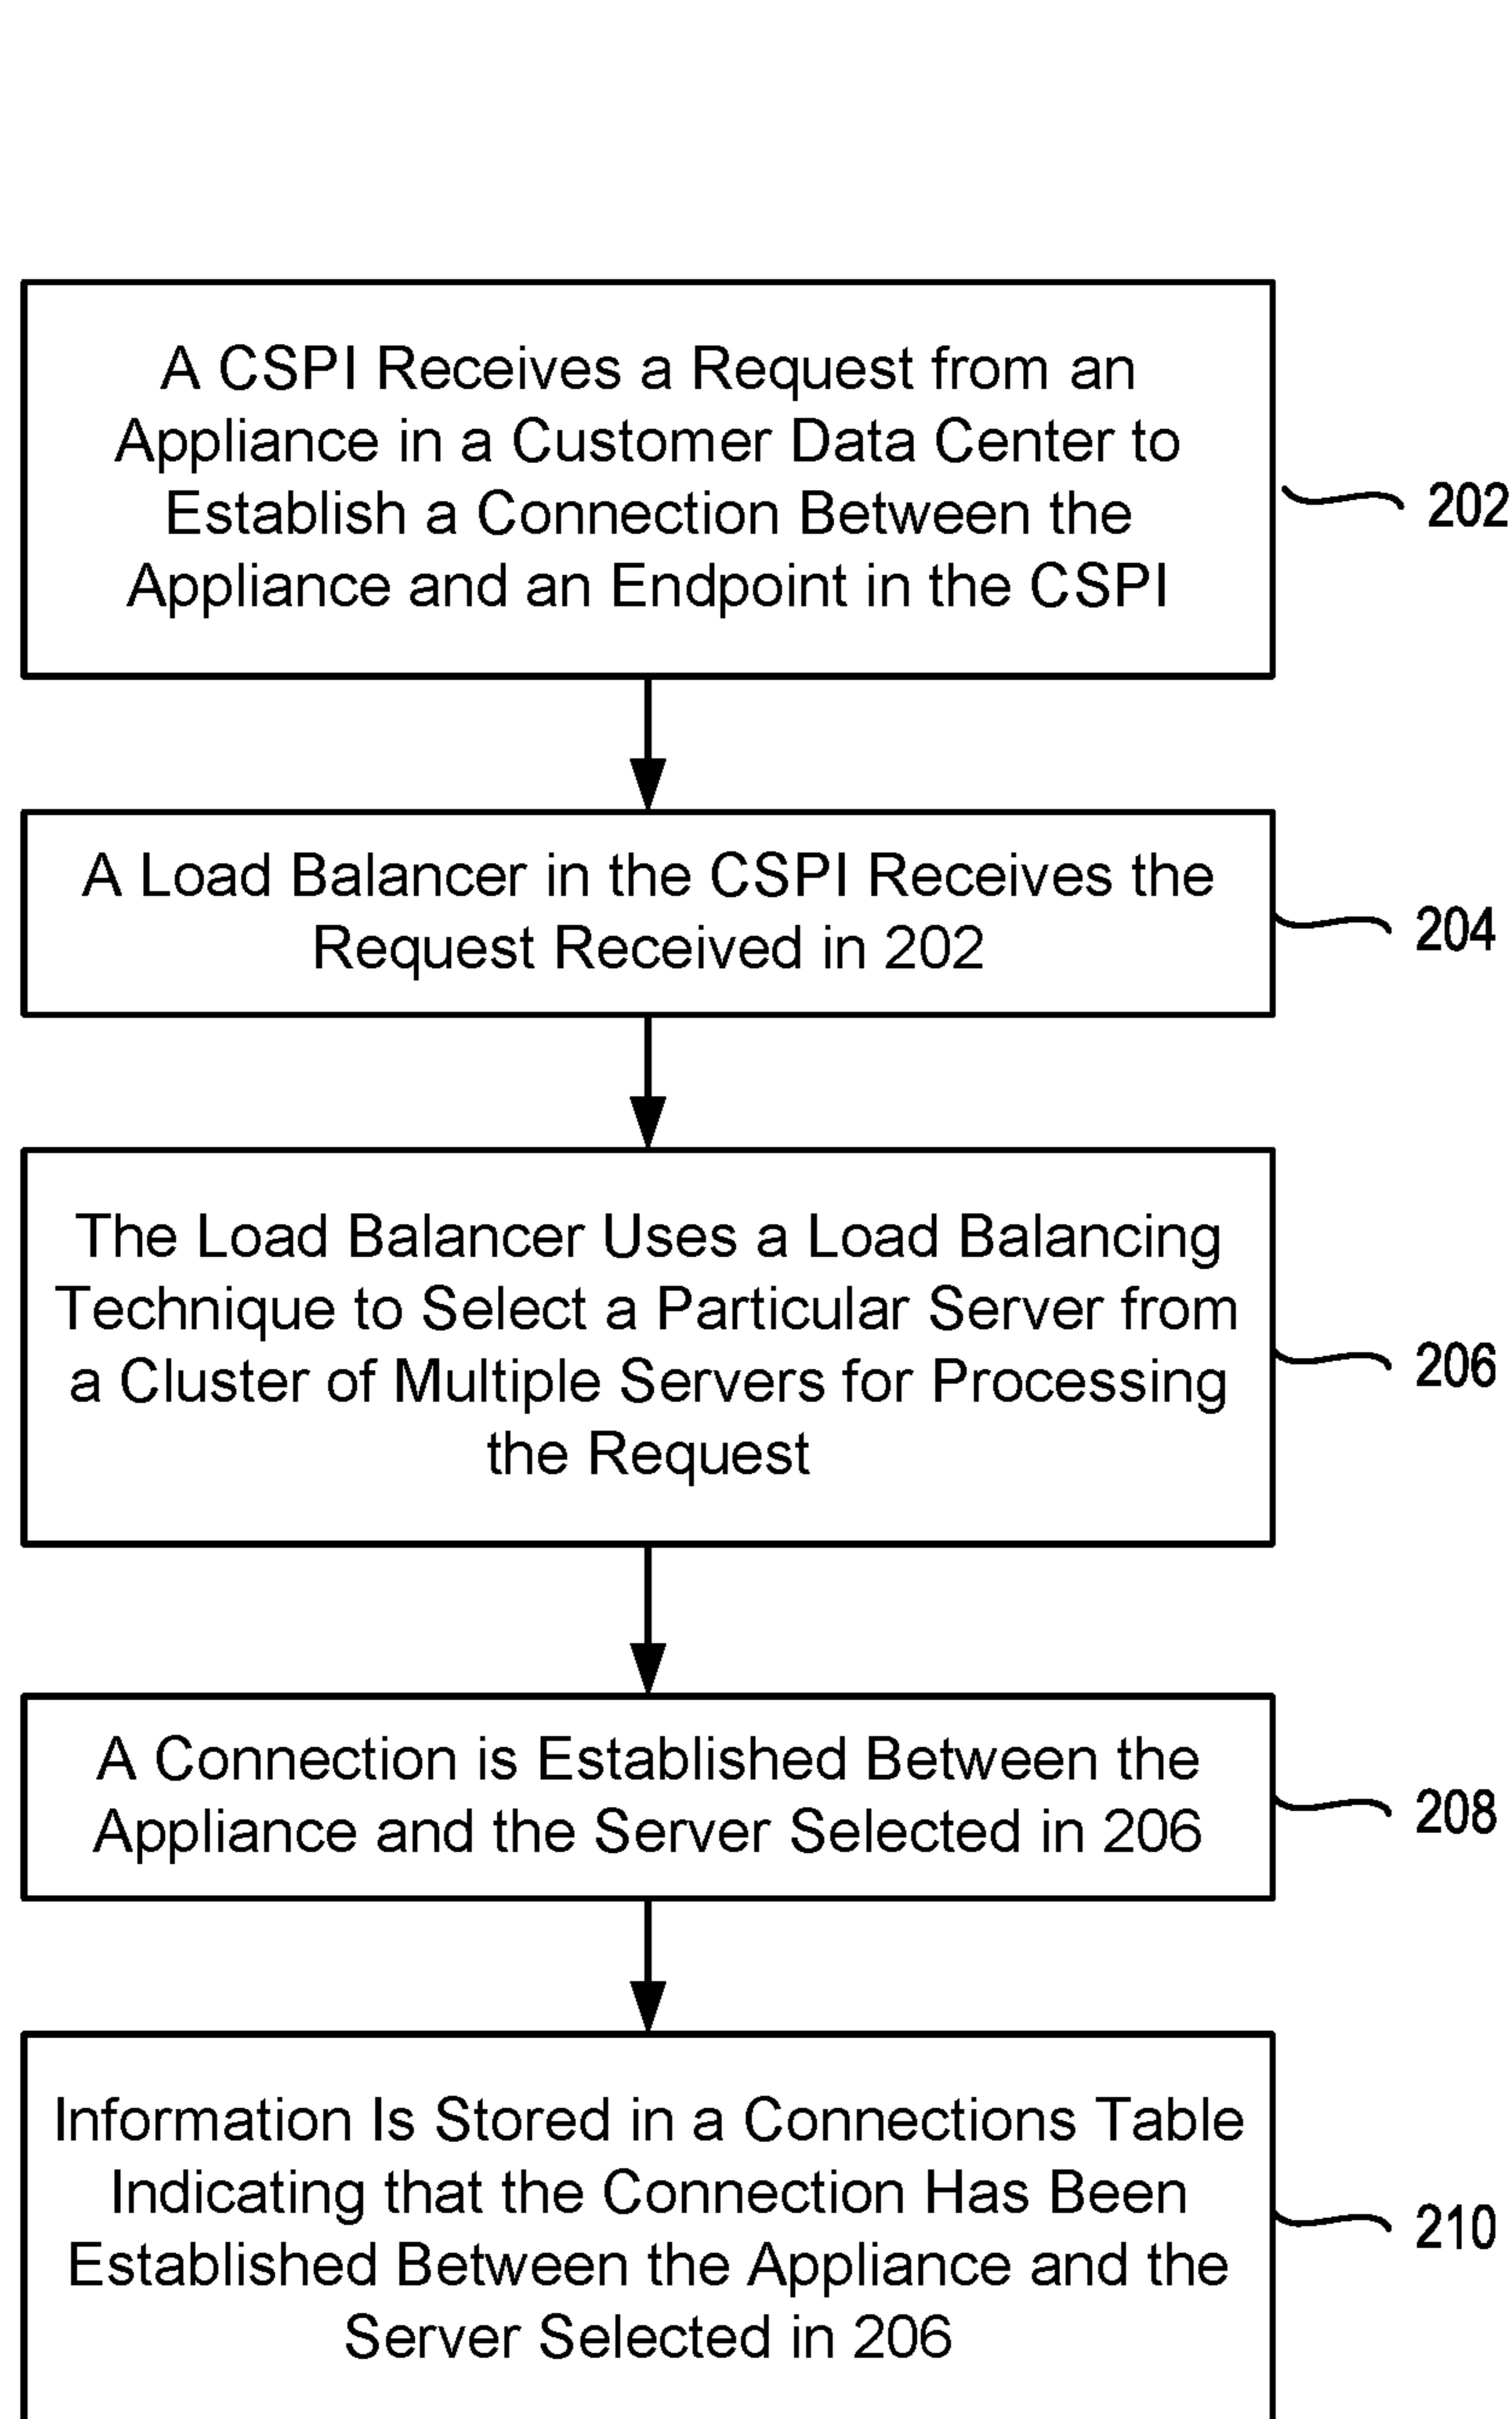 A CSPI Receives a Request from an
Appliance in a Customer Data Center to
Establish a Connection Between the
Appliance and an Endpoint in the CSPI
202
A Load Balancer in the CSPI Receives the
Request Received in 202
204
The Load Balancer Uses a Load Balancing
Technique to Select a Particular Server from
a Cluster of Multiple Servers for Processing
the Request
206
A Connection is Established Between the
Appliance and the Server Selected in 206
208
Information Is Stored in a Connections Table
Indicating that the Connection Has Been
Established Between the Appliance and the
Server Selected in 206
210